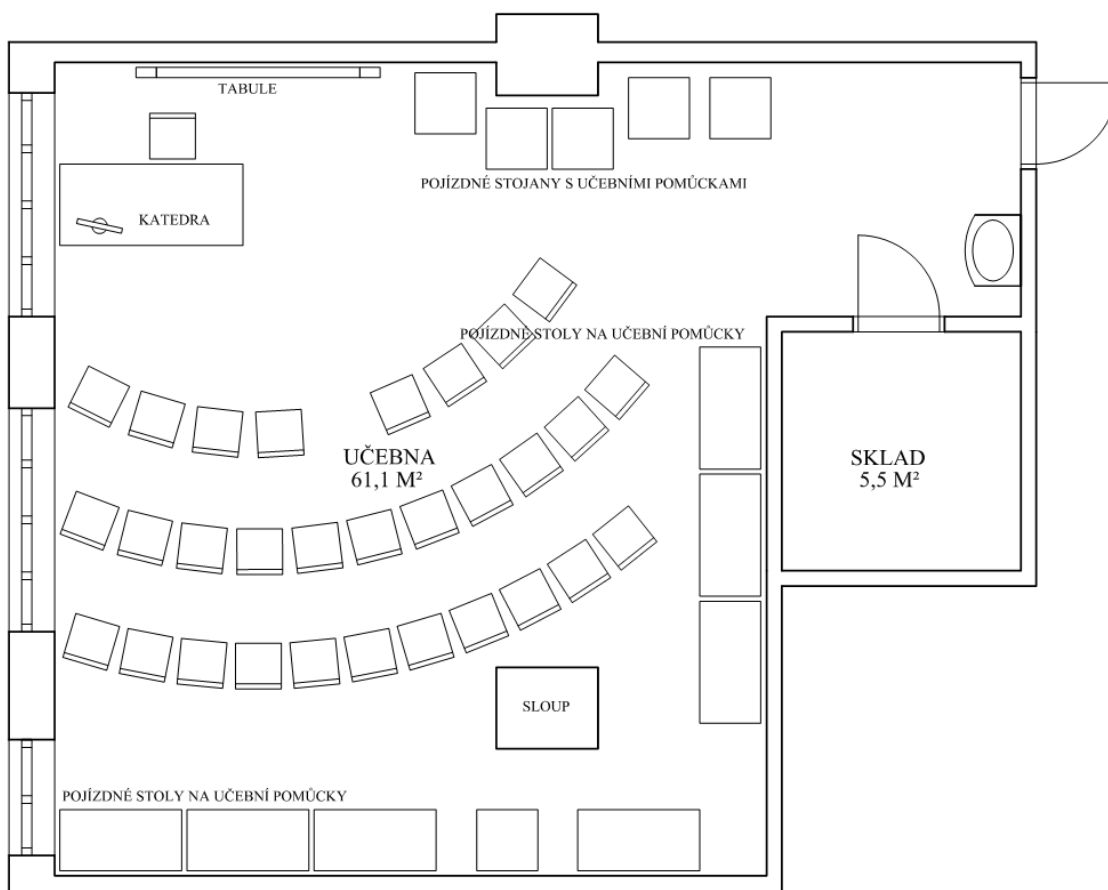 TABULE
POJÍZDNÉ STOJANY S UČEBNÍMI POMŮCKAMI
KATEDRA
POJÍZDNÉ STOLY NA UČEBNÍ POMŮCKY
UČEBNA
61,1 M²
SKLAD
5,5 M²
SLOUP
POJÍZDNÉ STOLY NA UČEBNÍ POMŮCKY